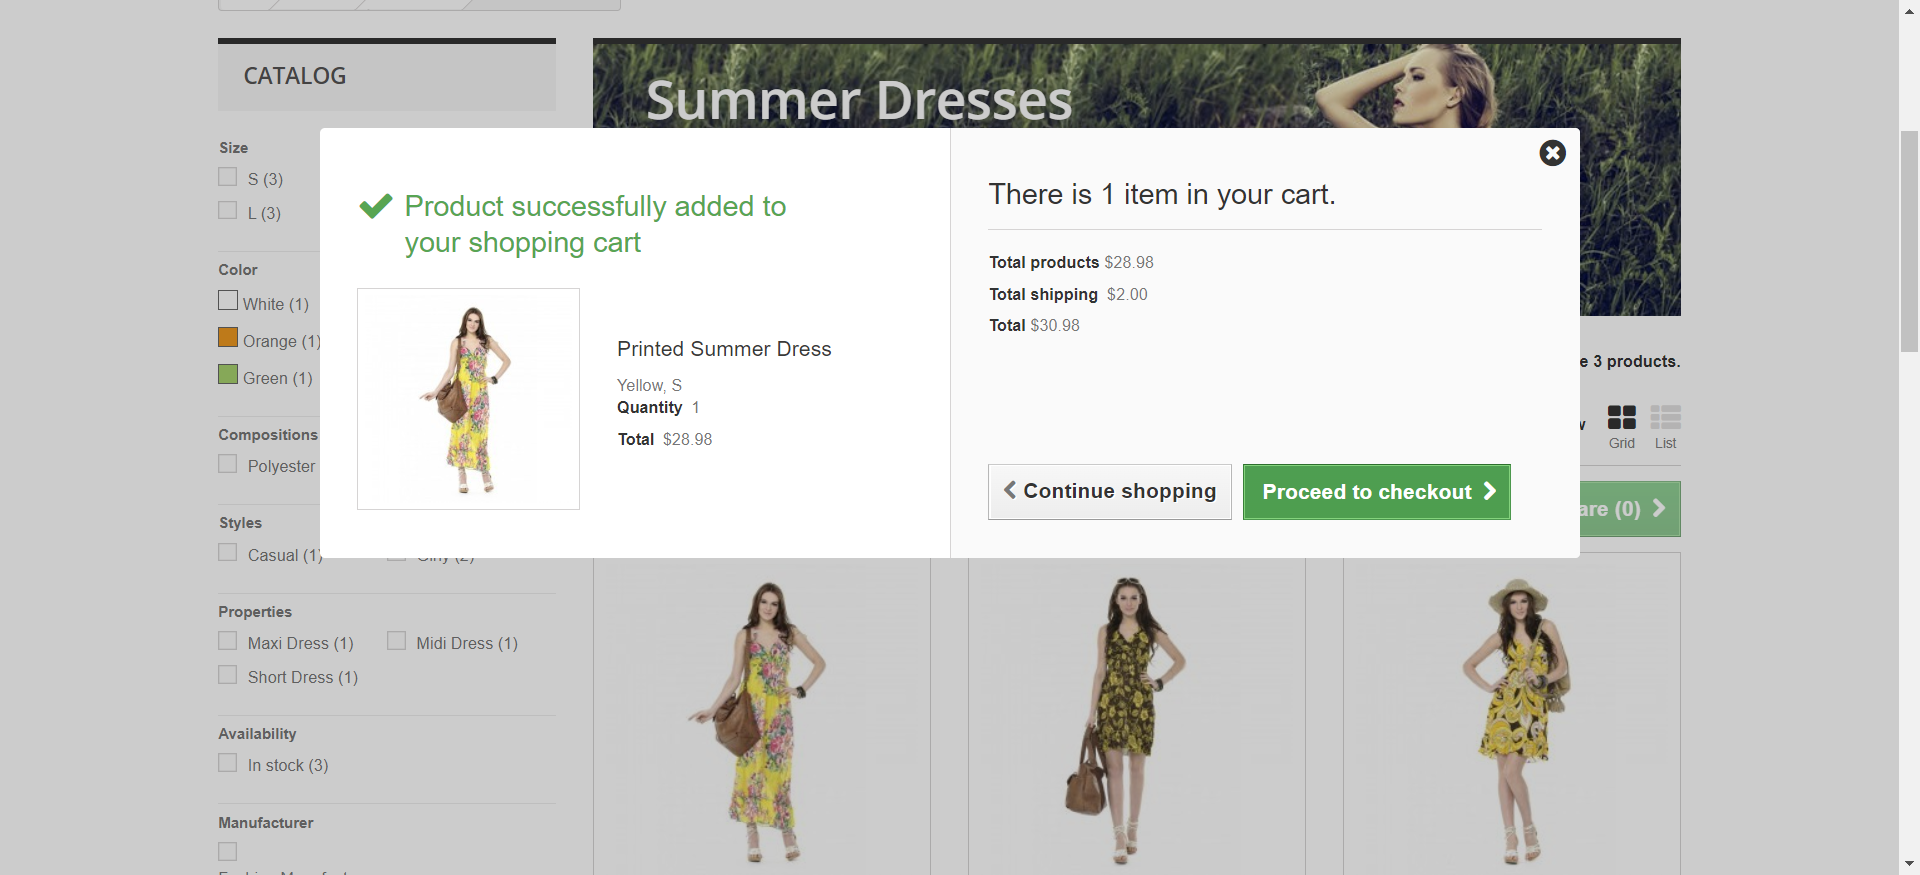 CATALOG
Summer Dresses
Size
S (3)
L (3)
Color
White (1)
Orange (1)
Green (1)
Compositions
Polyester
Styles
Casual (1)
Properties
Maxi Dress (1)
Midi Dress (1)
Short Dress (1)
Availability
In stock (3)
Manufacturer
Product successfully added to
your shopping cart
Printed Summer Dress
Yellow, S
Quantity 1
Total $28.98
There is 1 item in your cart.
Total products $28.98
Total shipping $2.00
Total $30.98
Continue shopping
Proceed to checkout
3 products.
Grid
List
(0)